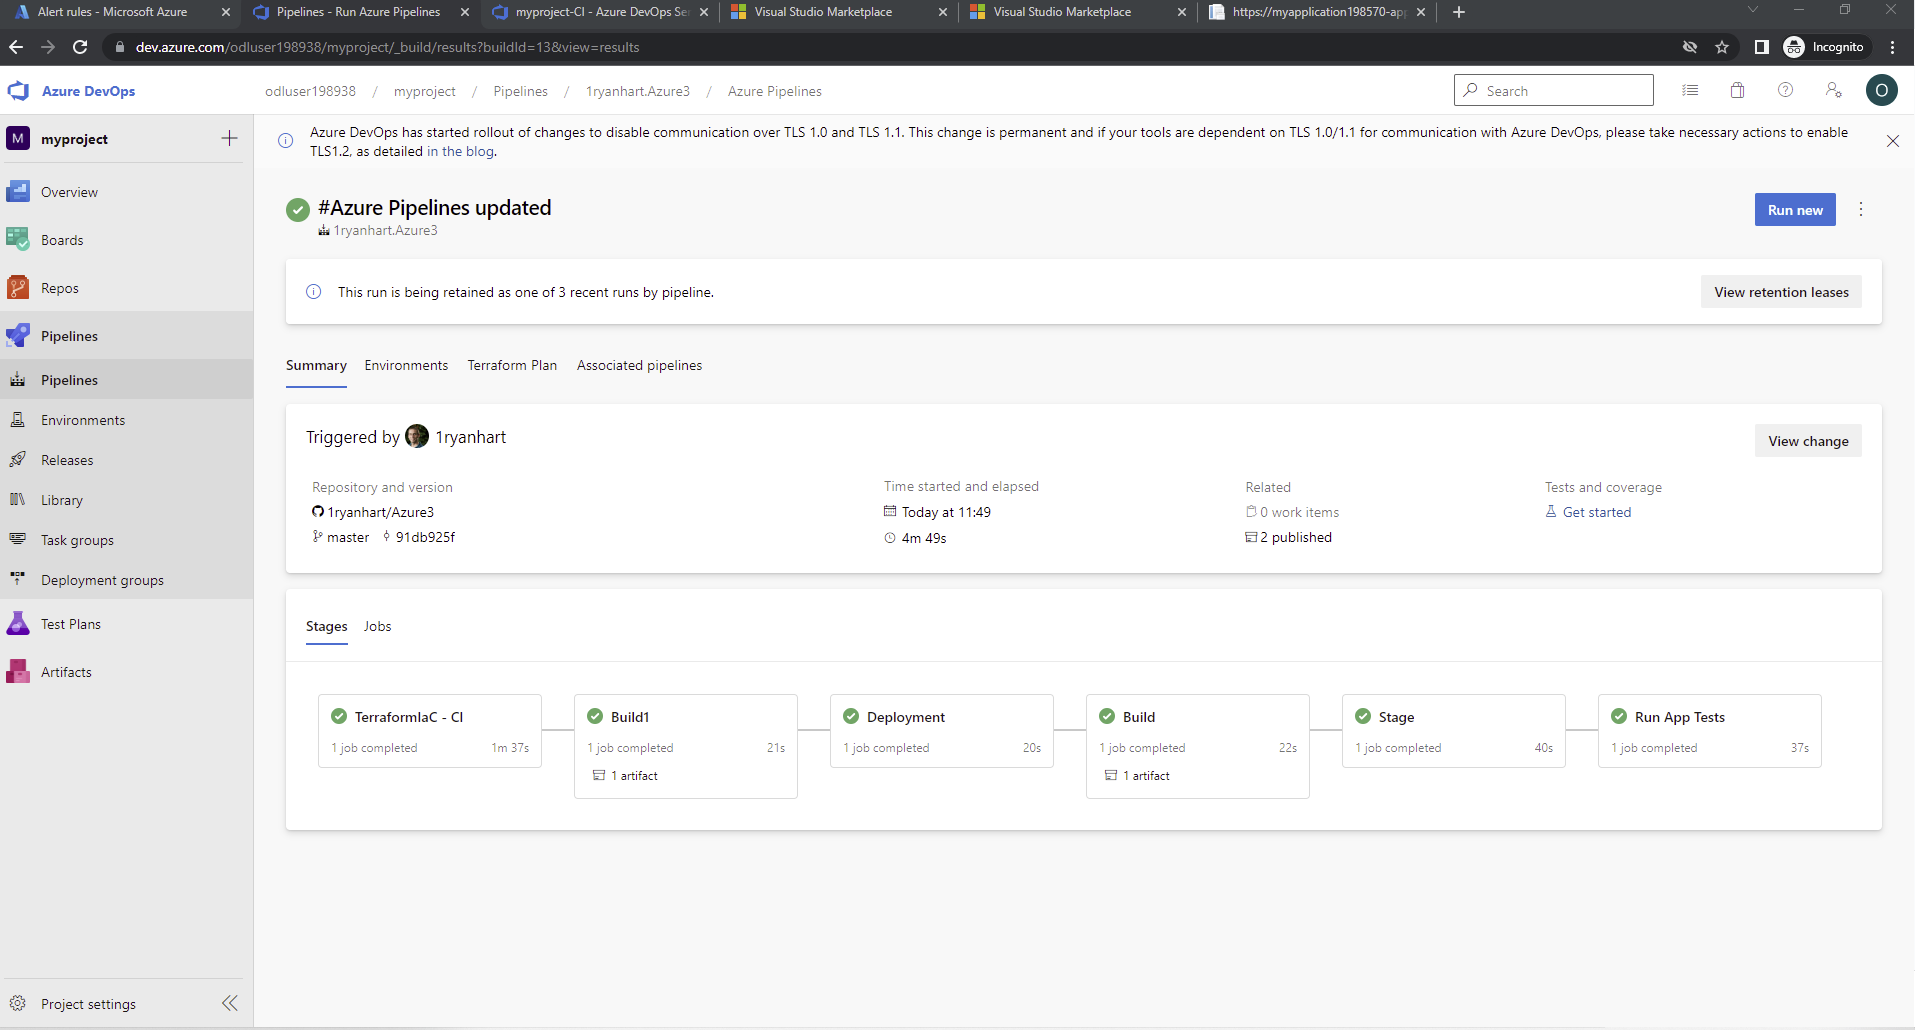 Alert rules - Microsoft Azure
Pipelines - Run Azure Pipelines
myproject-CI - Azure DevOps Ser
Visual Studio Marketplace
Visual Studio Marketplace
https://myapplication198570-app
dev.azure.com/odluser198938/myproject/_build/results?buildId=13&view=results
Incognito
Azure DevOps
odluser198938 / myproject / Pipelines / 1ryanhart.Azure3 / Azure Pipelines
Search
O
M myproject
Azure DevOps has started rollout of changes to disable communication over TLS 1.0 and TLS 1.1. This change is permanent and if your tools are dependent on TLS 1.0/1.1 for communication with Azure DevOps, please take necessary actions to enable
TLS1.2, as detailed in the blog.
Overview
Boards
Repos
Pipelines
Pipelines
Environments
Releases
Library
Task groups
Deployment groups
Test Plans
Artifacts
Project settings
#Azure Pipelines updated
1ryanhart.Azure3
Run new
This run is being retained as one of 3 recent runs by pipeline.
View retention leases
Summary Environments Terraform Plan Associated pipelines
Triggered by 1ryanhart
View change
Repository and version
1ryanhart/Azure3
master 91db925f
Time started and elapsed
Today at 11:49
4m 49s
Related
0 work items
2 published
Tests and coverage
Get started
Stages Jobs
TerraformIaC - CI
1 job completed 1m 37s
Build1
1 job completed 21s
1 artifact
Deployment
1 job completed 20s
Build
1 job completed 22s
1 artifact
Stage
1 job completed 40s
Run App Tests
1 job completed 37s